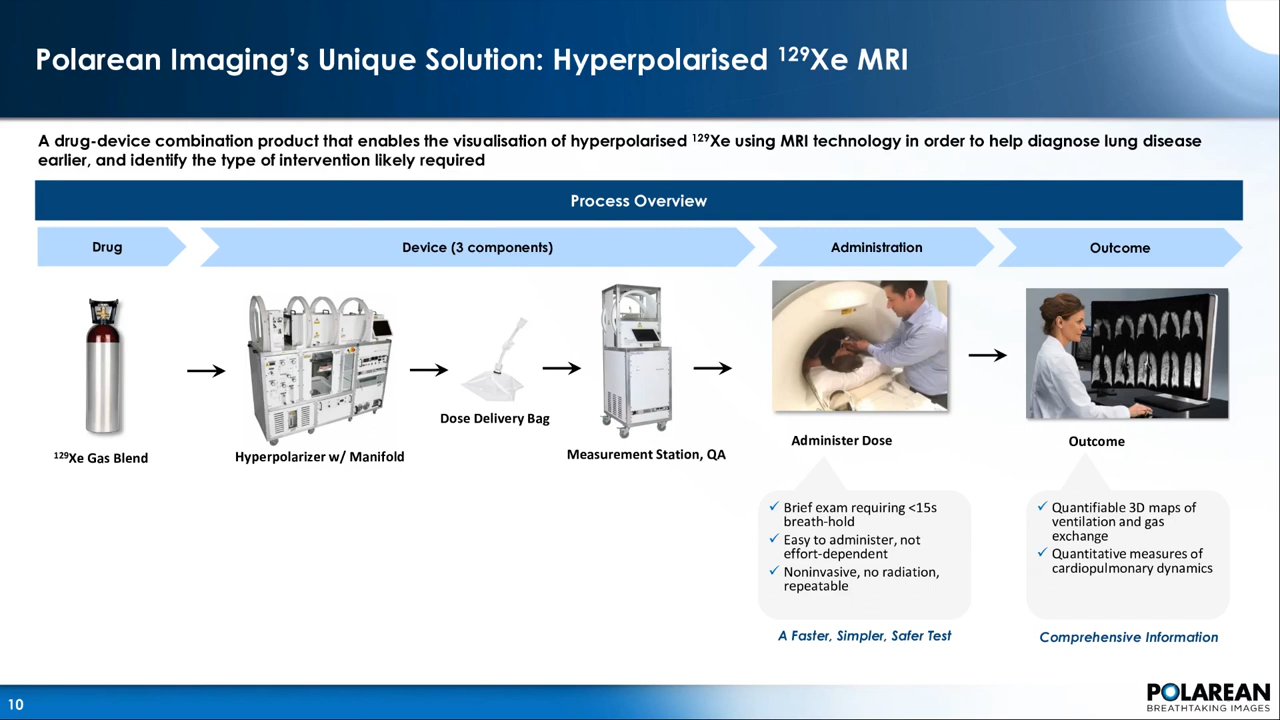 Polarean Imaging’s Unique Solution: Hyperpolarised ¹²⁹Xe MRI
A drug-device combination product that enables the visualisation of hyperpolarised ¹²⁹Xe using MRI technology in order to help diagnose lung disease
earlier, and identify the type of intervention likely required
Process Overview
Drug
Device (3 components)
Administration
Outcome
¹²⁹Xe Gas Blend
Hyperpolarizer w/ Manifold
Dose Delivery Bag
Measurement Station, QA
Administer Dose
Outcome
✓ Brief exam requiring <15s
breath-hold
✓ Easy to administer, not
effort-dependent
✓ Noninvasive, no radiation,
repeatable
A Faster, Simpler, Safer Test
✓ Quantifiable 3D maps of
ventilation and gas
exchange
✓ Quantitative measures of
cardiopulmonary dynamics
Comprehensive Information
10
POLAREAN
BREATHTAKING IMAGES